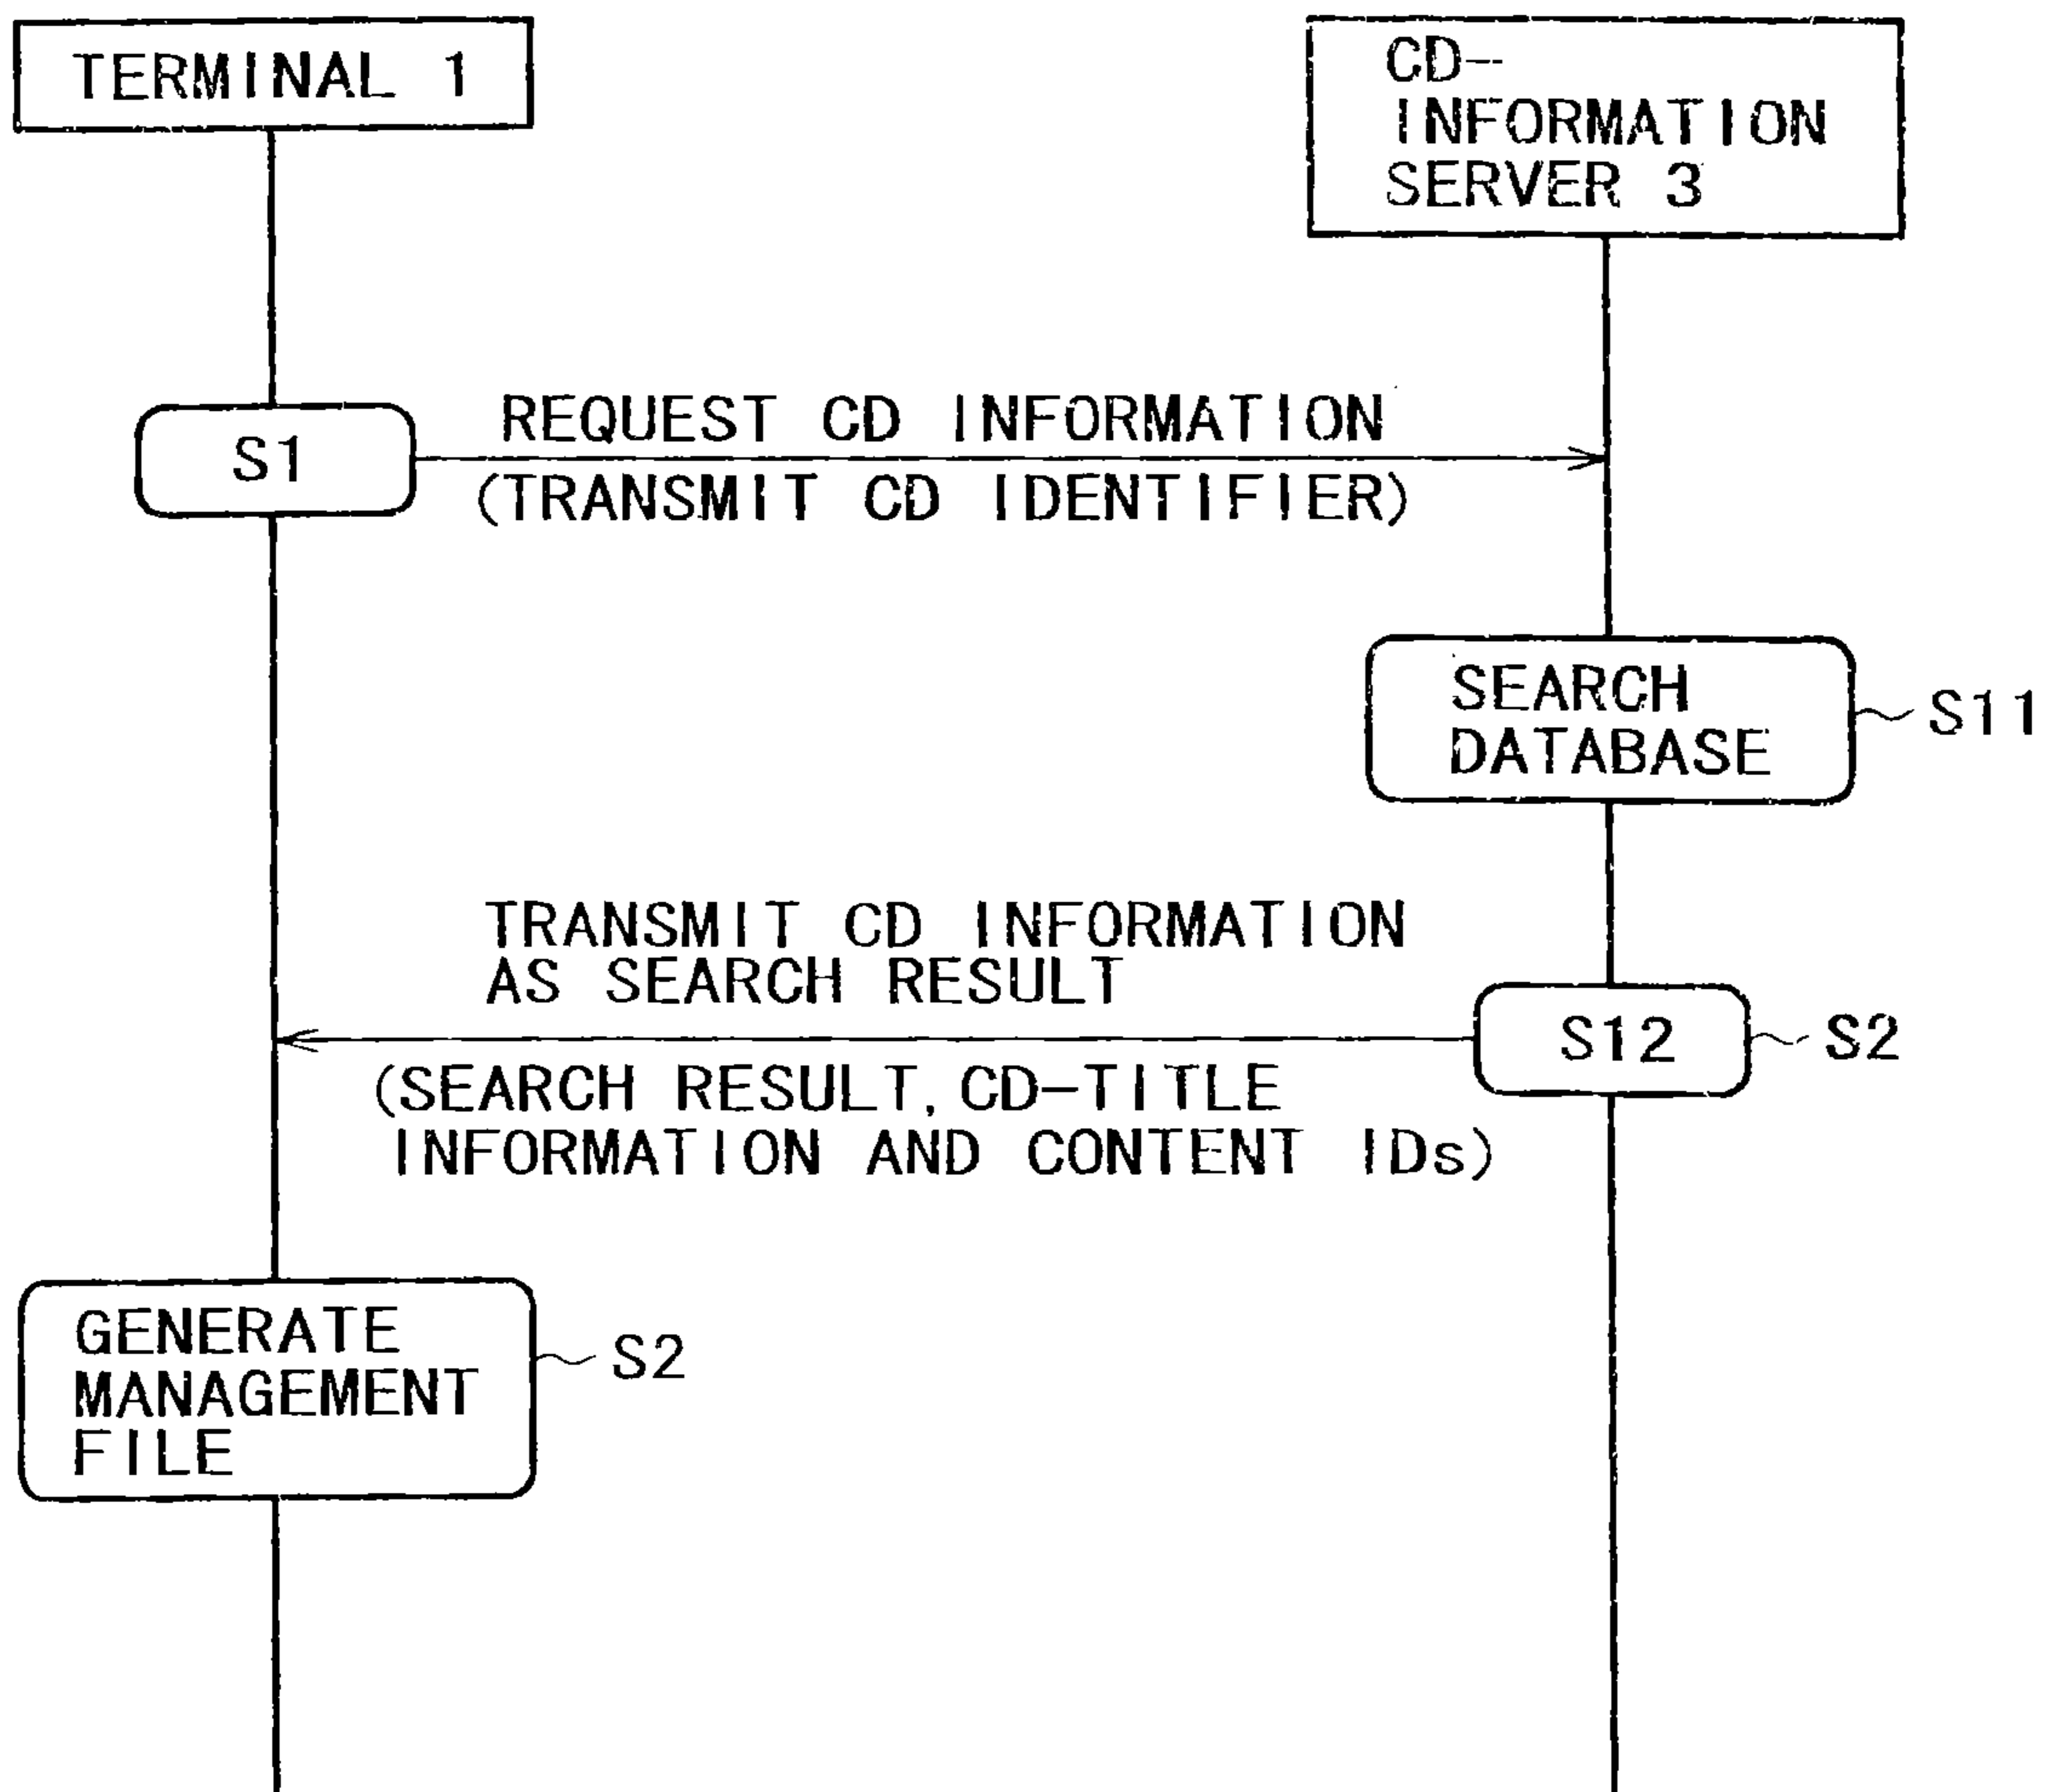 TERMINAL 1
CD-
INFORMATION
SERVER 3
S1
REQUEST CD INFORMATION
(TRANSMIT CD IDENTIFIER)
SEARCH
DATABASE
S11
TRANSMIT CD INFORMATION
AS SEARCH RESULT
S12
S2
(SEARCH RESULT, CD-TITLE
INFORMATION AND CONTENT IDs)
GENERATE
MANAGEMENT
FILE
S2